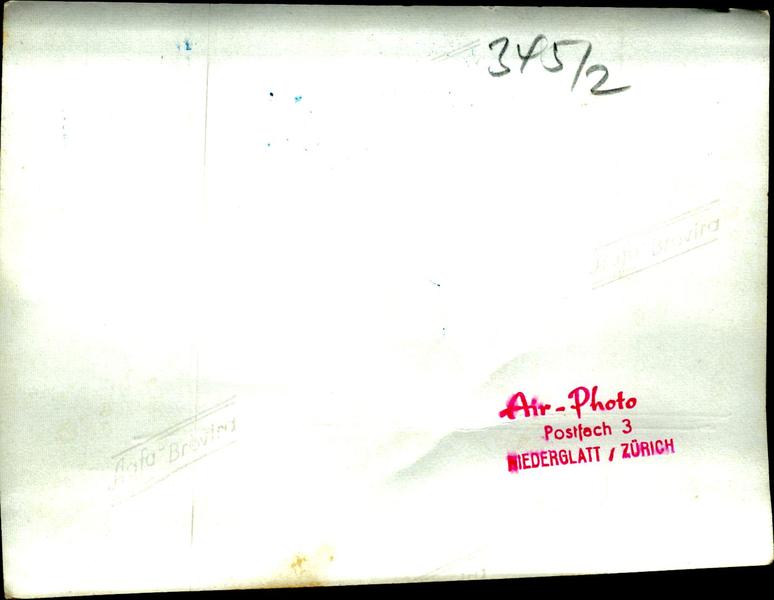 345/2
Agfa-Brovira
Air-Photo
Postfach 3
NIEDERGLATT / ZÜRICH
Agfa-Brovira